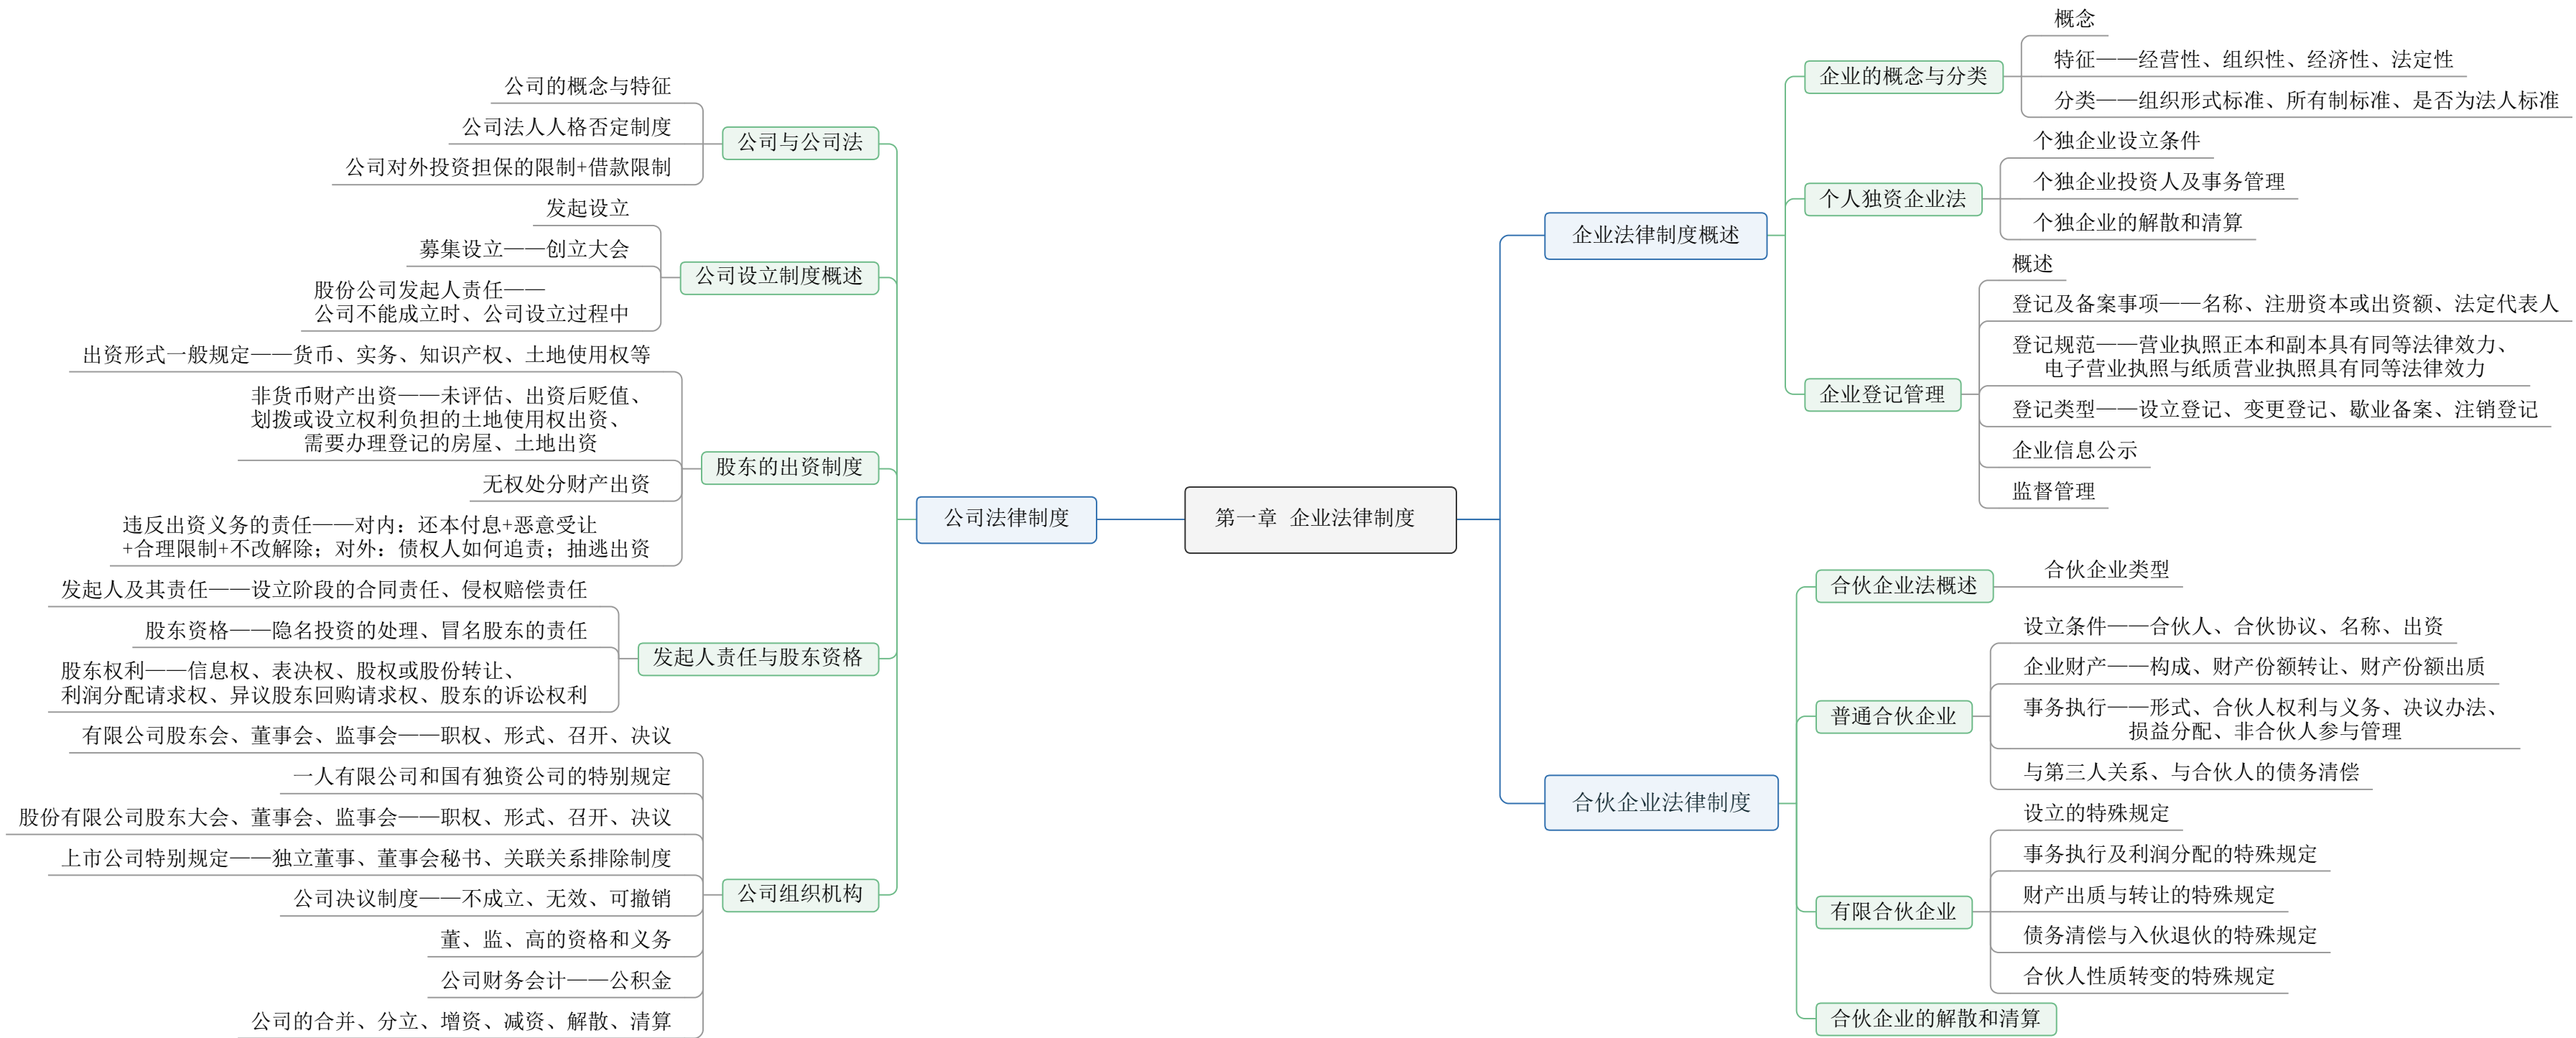 第一章 企业法律制度
企业法律制度概述
企业的概念与分类
概念
特征——经营性、组织性、经济性、法定性
分类——组织形式标准、所有制标准、是否为法人标准
个人独资企业法
个独企业设立条件
个独企业投资人及事务管理
个独企业的解散和清算
企业登记管理
概述
登记及备案事项——名称、注册资本或出资额、法定代表人
登记规范——营业执照正本和副本具有同等法律效力、
电子营业执照与纸质营业执照具有同等法律效力
登记类型——设立登记、变更登记、歇业备案、注销登记
企业信息公示
监督管理
合伙企业法律制度
合伙企业法概述
合伙企业类型
普通合伙企业
设立条件——合伙人、合伙协议、名称、出资
企业财产——构成、财产份额转让、财产份额出质
事务执行——形式、合伙人权利与义务、决议办法、
损益分配、非合伙人参与管理
与第三人关系、与合伙人的债务清偿
有限合伙企业
设立的特殊规定
事务执行及利润分配的特殊规定
财产出质与转让的特殊规定
债务清偿与入伙退伙的特殊规定
合伙人性质转变的特殊规定
合伙企业的解散和清算
公司法律制度
公司与公司法
公司的概念与特征
公司法人人格否定制度
公司对外投资担保的限制+借款限制
公司设立制度概述
发起设立
募集设立——创立大会
股份公司发起人责任——
公司不能成立时、公司设立过程中
股东的出资制度
出资形式一般规定——货币、实务、知识产权、土地使用权等
非货币财产出资——未评估、出资后贬值、
划拨或设立权利负担的土地使用权出资、
需要办理登记的房屋、土地出资
无权处分财产出资
违反出资义务的责任——对内：还本付息+恶意受让
+合理限制+不改解除；对外：债权人如何追责；抽逃出资
发起人责任与股东资格
发起人及其责任——设立阶段的合同责任、侵权赔偿责任
股东资格——隐名投资的处理、冒名股东的责任
股东权利——信息权、表决权、股权或股份转让、
利润分配请求权、异议股东回购请求权、股东的诉讼权利
公司组织机构
有限公司股东会、董事会、监事会——职权、形式、召开、决议
一人有限公司和国有独资公司的特别规定
股份有限公司股东大会、董事会、监事会——职权、形式、召开、决议
上市公司特别规定——独立董事、董事会秘书、关联关系排除制度
公司决议制度——不成立、无效、可撤销
董、监、高的资格和义务
公司财务会计——公积金
公司的合并、分立、增资、减资、解散、清算